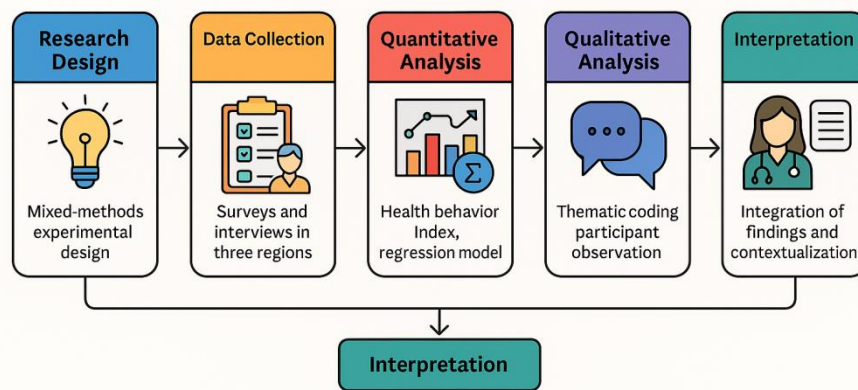 Research
Design
Mixed-methods
experimental
design
Data Collection
Surveys and
interviews in
three regions
Quantitative
Analysis
Σ
Health behavior
Index,
regression model
Qualitative
Analysis
Thematic coding
participant
observation
Interpretation
Integration of
findings and
contextualization
Interpretation